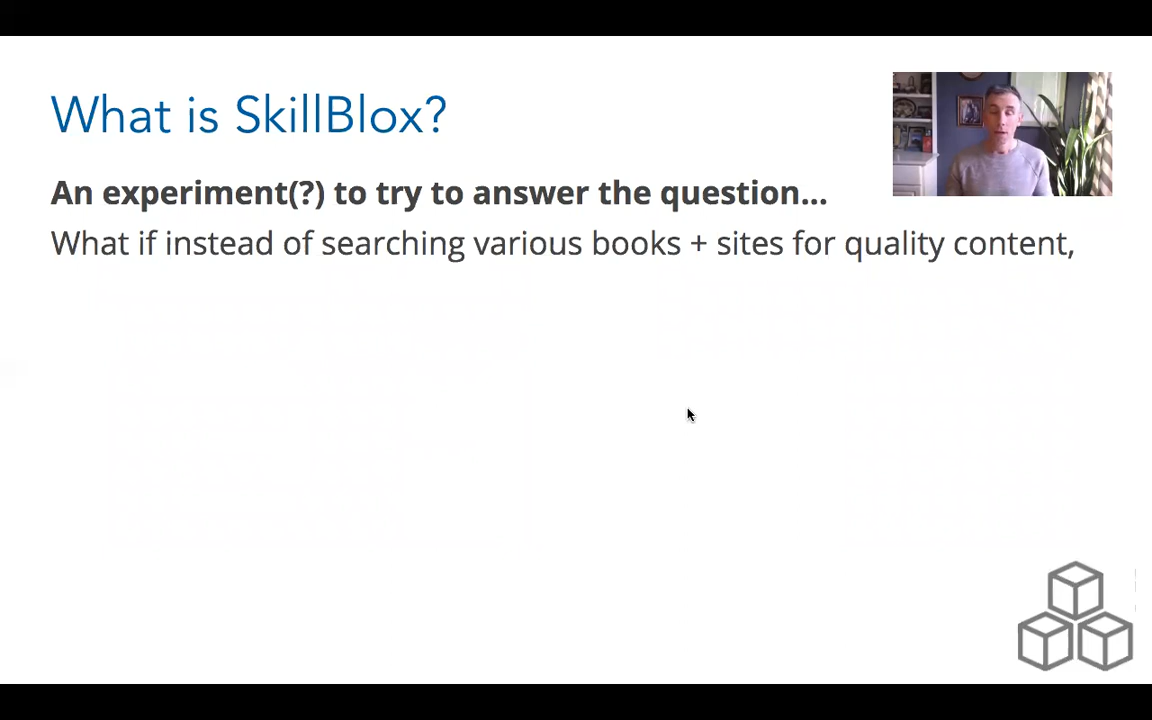 What is SkillBlox?
An experiment(?) to try to answer the question...
What if instead of searching various books + sites for quality content,